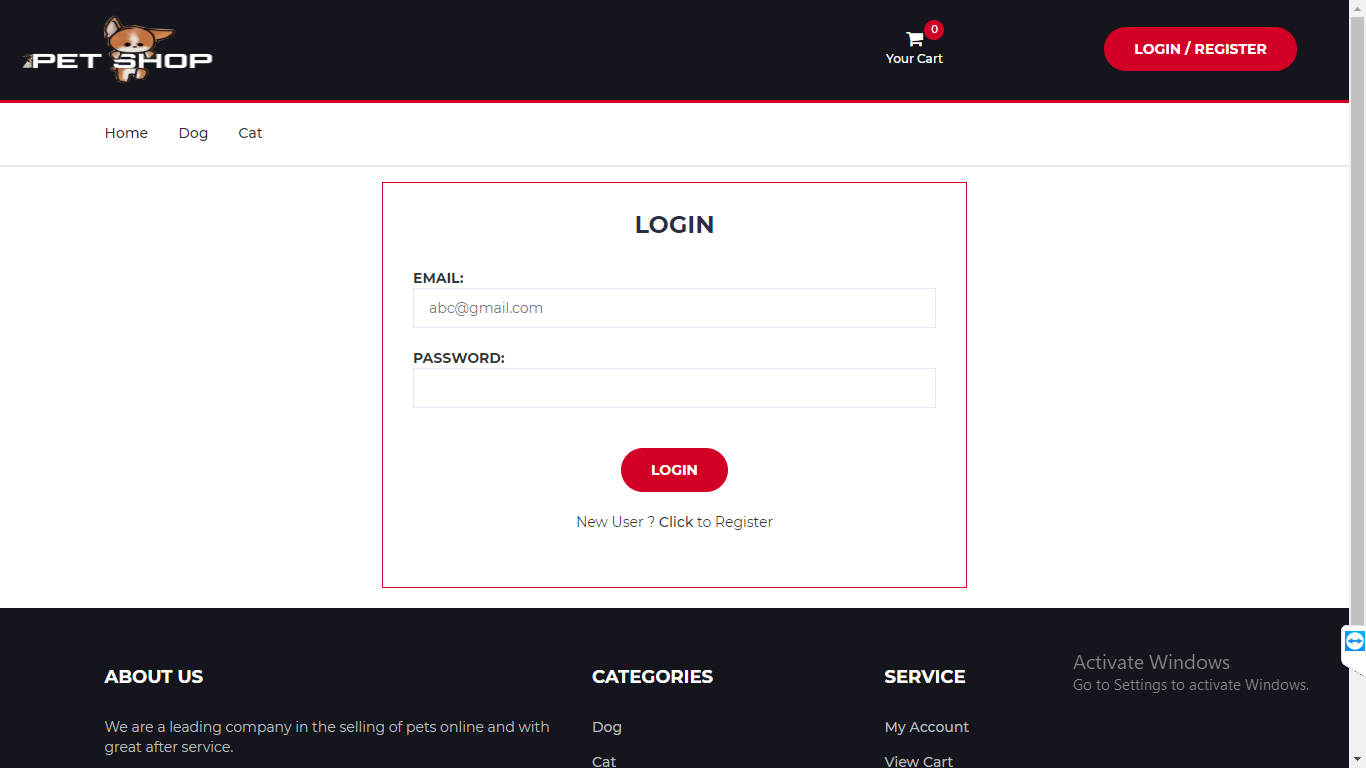 PET SHOP
0
Your Cart
LOGIN / REGISTER
Home
Dog
Cat
LOGIN
EMAIL:
abc@gmail.com
PASSWORD:
LOGIN
New User ? Click to Register
ABOUT US
We are a leading company in the selling of pets online and with
great after service.
CATEGORIES
Dog
Cat
SERVICE
My Account
View Cart
Activate Windows
Go to Settings to activate Windows.